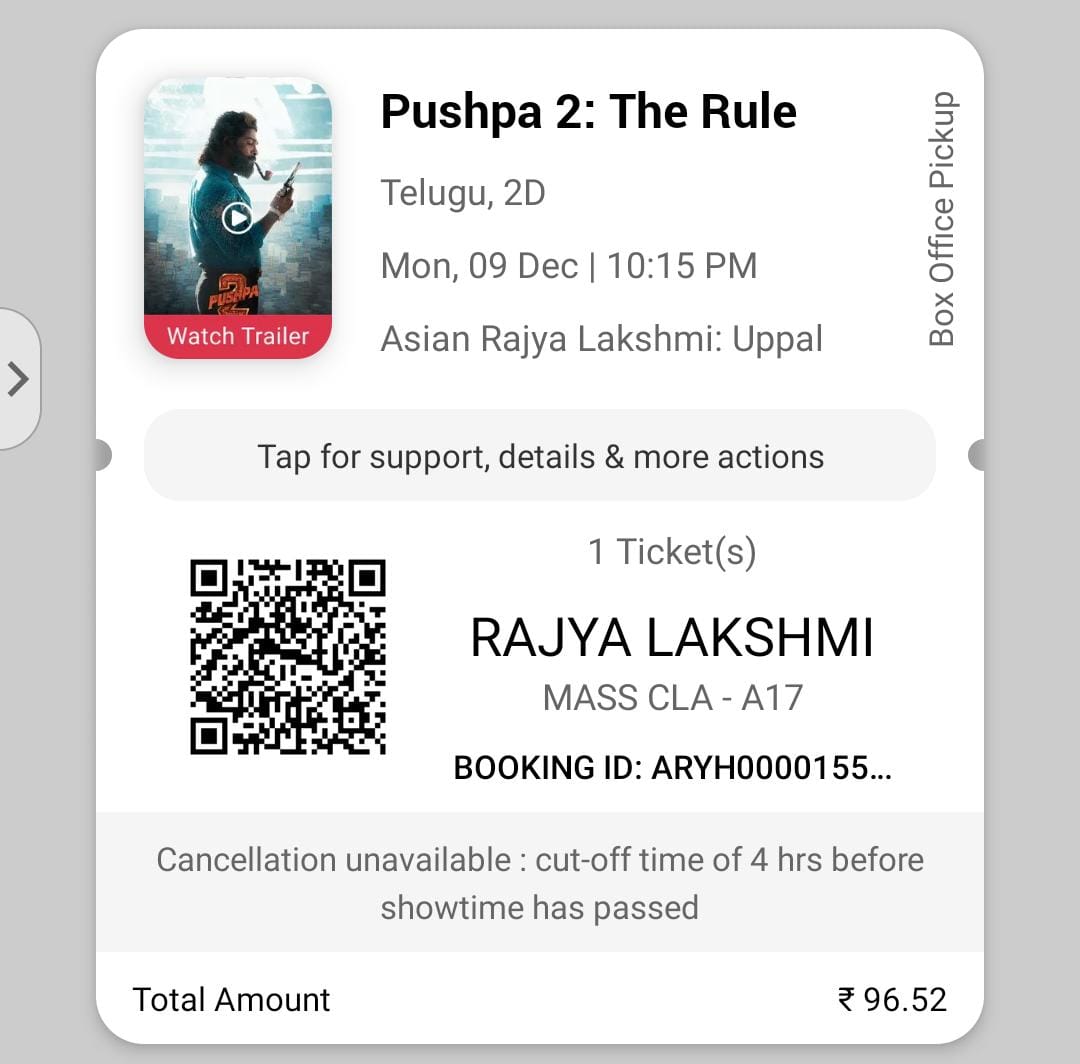 Pushpa 2: The Rule
Telugu, 2D
Mon, 09 Dec | 10:15 PM
Asian Rajya Lakshmi: Uppal
Box Office Pickup
PUSHPA
2
Watch Trailer
Tap for support, details & more actions
1 Ticket(s)
RAJYA LAKSHMI
MASS CLA - A17
BOOKING ID: ARYH0000155...
Cancellation unavailable : cut-off time of 4 hrs before
showtime has passed
Total Amount
₹ 96.52